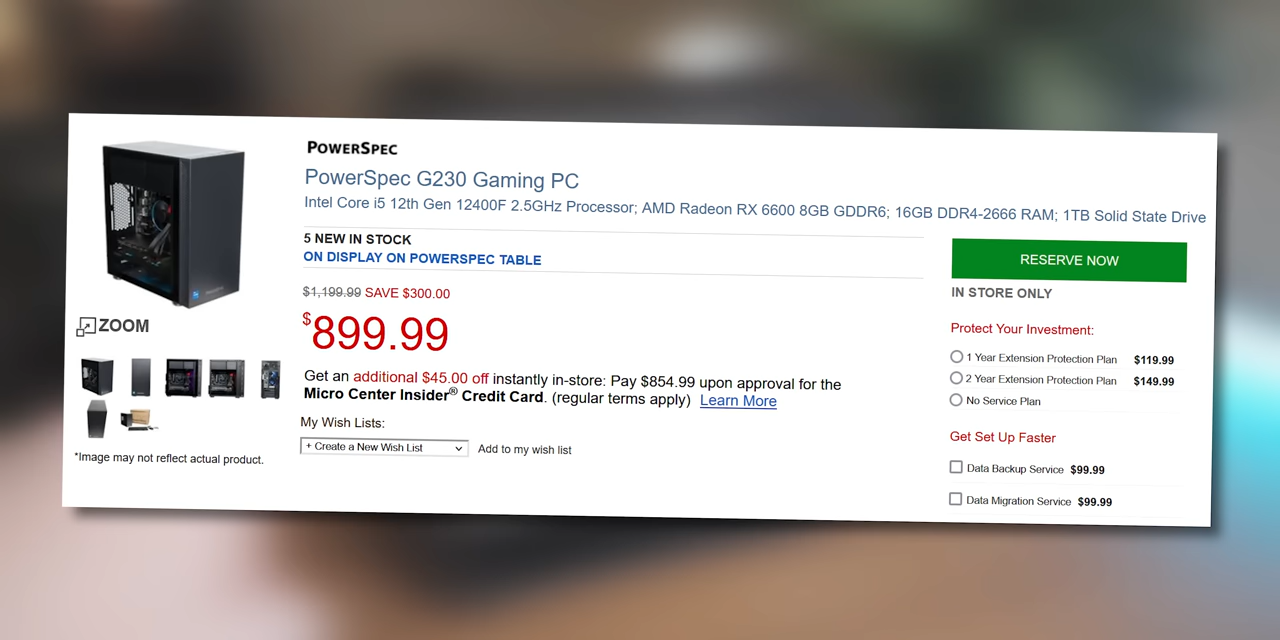 POWERSPEC
PowerSpec G230 Gaming PC
Intel Core i5 12th Gen 12400F 2.5GHz Processor; AMD Radeon RX 6600 8GB GDDR6; 16GB DDR4-2666 RAM; 1TB Solid State Drive
5 NEW IN STOCK
ON DISPLAY ON POWERSPEC TABLE
$1,199.99 SAVE $300.00
$899.99
Get an additional $45.00 off instantly in-store: Pay $854.99 upon approval for the
Micro Center Insider® Credit Card. (regular terms apply) Learn More
My Wish Lists:
+ Create a New Wish List
Add to my wish list
ZOOM
*Image may not reflect actual product.
RESERVE NOW
IN STORE ONLY
Protect Your Investment:
1 Year Extension Protection Plan $119.99
2 Year Extension Protection Plan $149.99
No Service Plan
Get Set Up Faster
Data Backup Service $99.99
Data Migration Service $99.99